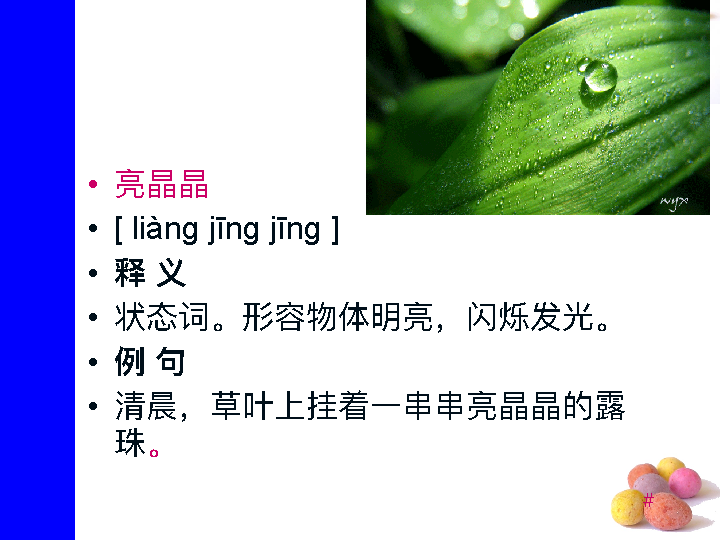 • 亮晶晶
• [ liàng jīng jīng ]
• 释 义
• 状态词。形容物体明亮，闪烁发光。
• 例 句
• 清晨，草叶上挂着一串串亮晶晶的露
珠。
wyx
#